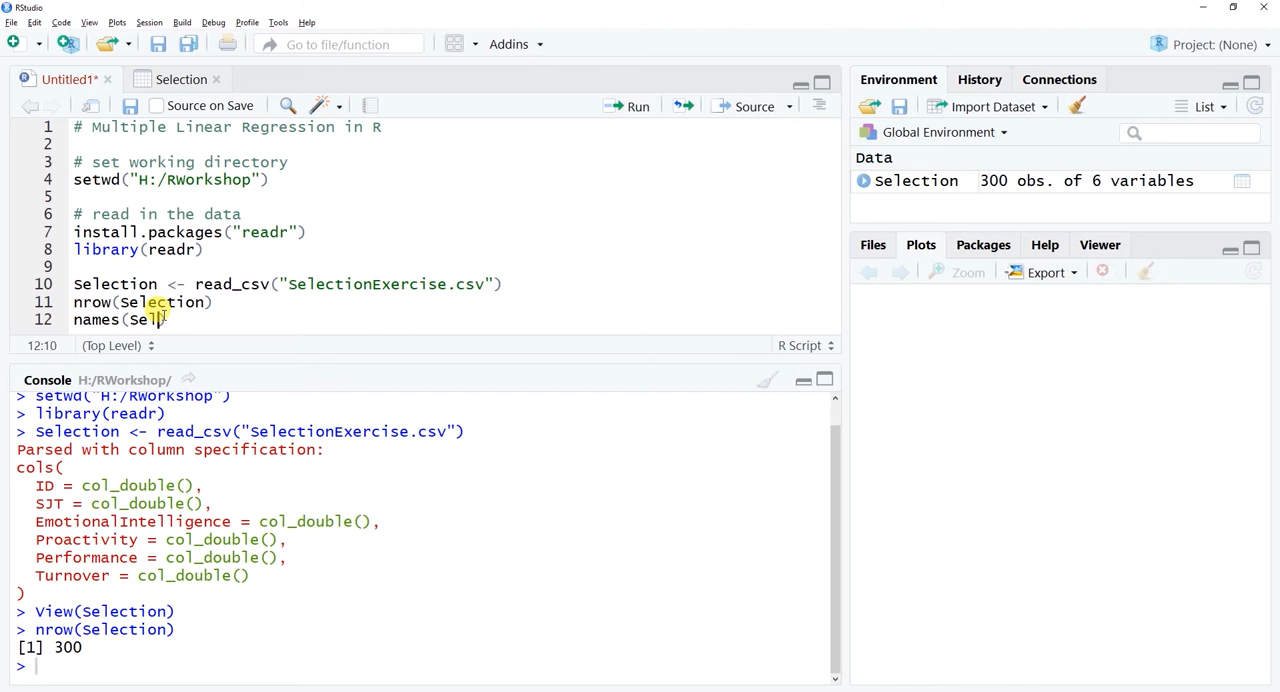 RStudio
File Edit Code View Plots Session Build Debug Profile Tools Help
Go to file/function Addins Project: (None)
Untitled1* Selection
Source on Save Run Source
1 # Multiple Linear Regression in R
2
3 # set working directory
4 setwd("H:/RWorkshop")
5
6 # read in the data
7 install.packages("readr")
8 library(readr)
9
10 Selection <- read_csv("SelectionExercise.csv")
11 nrow(Selection)
12 names(Sel)
12:10 (Top Level) R Script
Console H:/RWorkshop/
> setwd("H:/RWorkshop")
> library(readr)
> Selection <- read_csv("SelectionExercise.csv")
Parsed with column specification:
cols(
ID = col_double(),
SJT = col_double(),
EmotionalIntelligence = col_double(),
Proactivity = col_double(),
Performance = col_double(),
Turnover = col_double()
)
> View(Selection)
> nrow(Selection)
[1] 300
>
Environment History Connections
Import Dataset List
Global Environment
Data
Selection 300 obs. of 6 variables
Files Plots Packages Help Viewer
Zoom Export